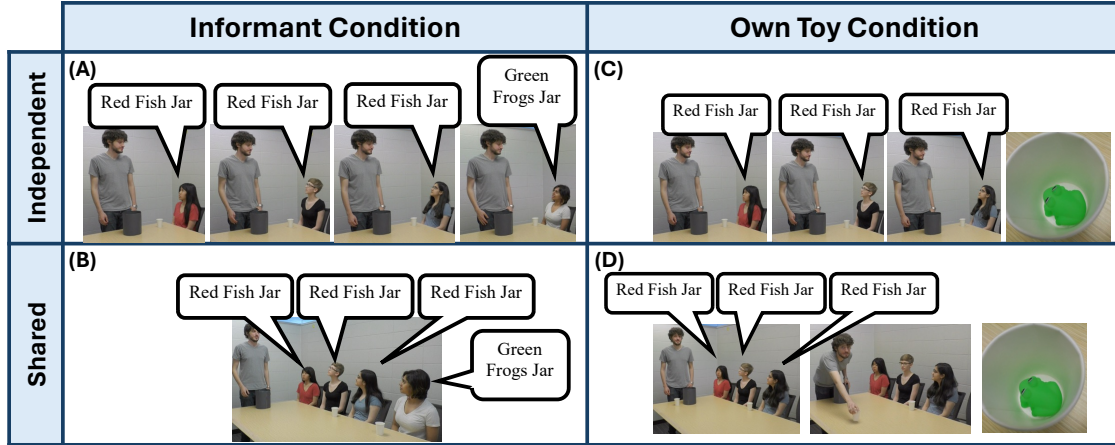 Informant Condition
Own Toy Condition
Independent
(A)
Red Fish Jar
Red Fish Jar
Red Fish Jar
Green
Frogs Jar
(C)
Red Fish Jar
Red Fish Jar
Red Fish Jar
Shared
(B)
Red Fish Jar
Red Fish Jar
Red Fish Jar
Green
Frogs Jar
(D)
Red Fish Jar
Red Fish Jar
Red Fish Jar